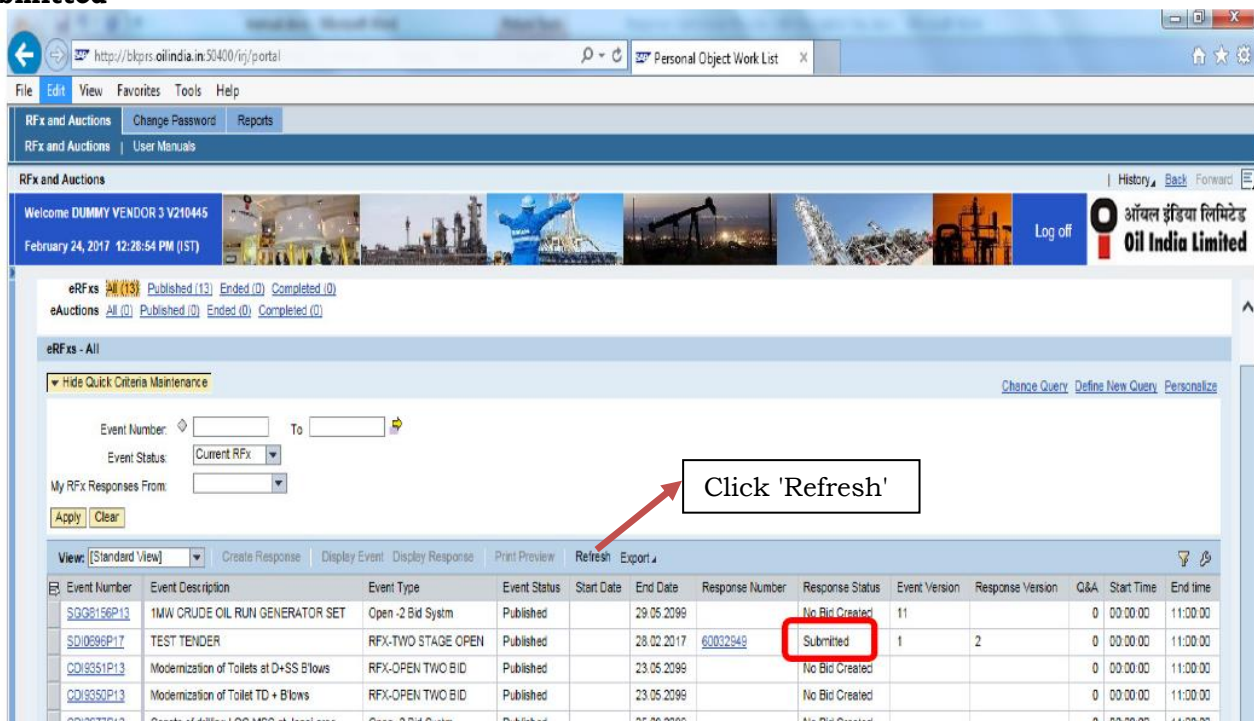 bmitted
http://bkprs.oilindia.in:50400/irj/portal
Personal Object Work List
File Edit View Favorites Tools Help
RFx and Auctions Change Password Reports
RFx and Auctions | User Manuals
RFx and Auctions | History Back Forward
Welcome DUMMY VENDOR 3 V210445
February 24, 2017 12:28:54 PM (IST)
Log off
ऑयल इंडिया लिमिटेड
Oil India Limited
eRFxs All (13) Published (13) Ended (0) Completed (0)
eAuctions All (0) Published (0) Ended (0) Completed (0)
eRFxs - All
Hide Quick Criteria Maintenance Change Query Define New Query Personalize
Event Number: To
Event Status: Current RFx
My RFx Responses From:
Click 'Refresh'
Apply Clear
View: [Standard View] Create Response Display Event Display Response Print Preview Refresh Export
Event Number Event Description Event Type Event Status Start Date End Date Response Number Response Status Event Version Response Version Q&A Start Time End time
SGG8156P13 1MW CRUDE OIL RUN GENERATOR SET Open -2 Bid Systm Published 29.05.2099 No Bid Created 11 0 00:00:00 11:00:00
SDI0696P17 TEST TENDER RFX-TWO STAGE OPEN Published 28.02.2017 60032949 Submitted 1 2 0 00:00:00 11:00:00
CDI9351P13 Modernization of Toilets at D+SS B'lows RFX-OPEN TWO BID Published 23.05.2099 No Bid Created 0 00:00:00 11:00:00
CDI9350P13 Modernization of Toilet TD + B'lows RFX-OPEN TWO BID Published 23.05.2099 No Bid Created 0 00:00:00 11:00:00